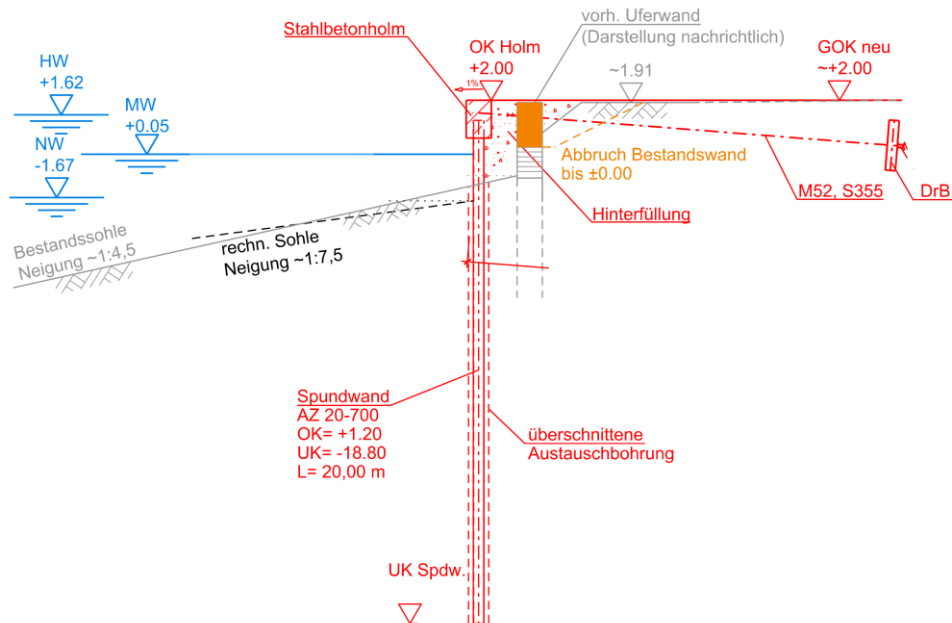 vorh. Uferwand
(Darstellung nachrichtlich)
Stahlbetonholm
OK Holm
+2.00
GOK neu
~+2.00
HW
+1.62
MW
+0.05
NW
-1.67
1%
~1.91
Abbruch Bestandswand
bis ±0.00
M52, S355
DrB
Hinterfüllung
Bestandssohle
Neigung ~1:4,5
rechn. Sohle
Neigung ~1:7,5
Spundwand
AZ 20-700
OK= +1.20
UK= -18.80
L= 20,00 m
überschnittene
Austauschbohrung
UK Spdw.